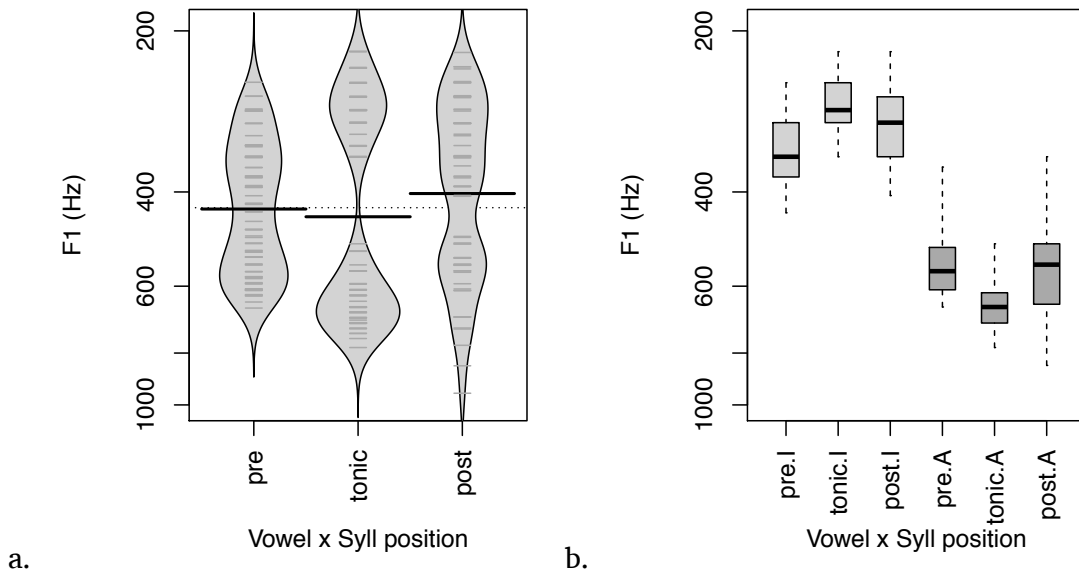 200
400
600
1000
F1 (Hz)
pre
tonic
post
Vowel x Syll position
a.
200
400
600
1000
F1 (Hz)
pre.I
tonic.I
post.I
pre.A
tonic.A
post.A
Vowel x Syll position
b.